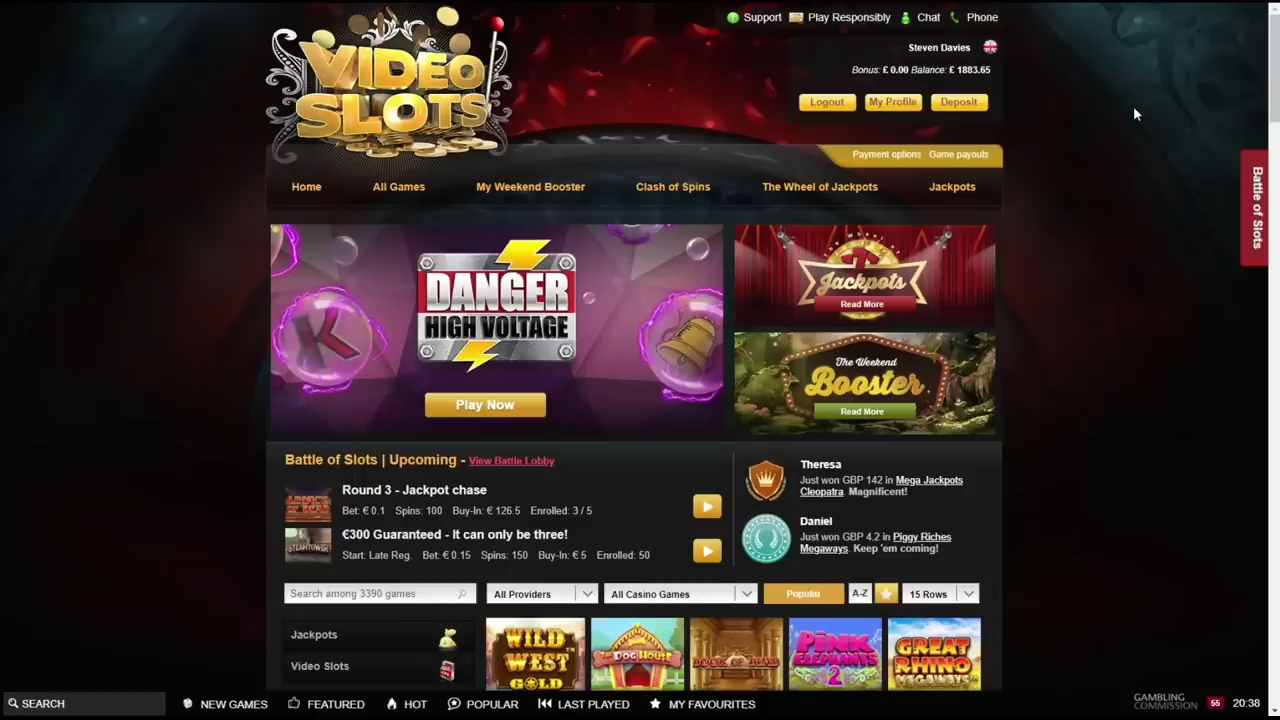 VIDEO
SLOTS
Support Play Responsibly Chat Phone
Steven Davies
Bonus: £ 0.00 Balance: £ 1883.65
Logout My Profile Deposit
Payment options Game payouts
Home All Games My Weekend Booster Clash of Spins The Wheel of Jackpots Jackpots
DANGER
HIGH VOLTAGE
K
Play Now
Jackpots
Read More
The Weekend
Booster
Read More
Battle of Slots
Battle of Slots | Upcoming - View Battle Lobby
Round 3 - Jackpot chase
Bet: € 0.1 Spins: 100 Buy-In: € 126.5 Enrolled: 3 / 5
€300 Guaranteed - It can only be three!
Start: Late Reg. Bet: € 0.15 Spins: 150 Buy-In: € 5 Enrolled: 50
Theresa
Just won GBP 142 in Mega Jackpots
Cleopatra. Magnificent!
Daniel
Just won GBP 4.2 in Piggy Riches
Megaways. Keep 'em coming!
Search among 3390 games All Providers All Casino Games Popular A-Z 15 Rows
Jackpots
Video Slots
WILD
WEST
GOLD
THE DOG HOUSE
BOOK OF DEAD
PINK
ELEPHANTS
2
GREAT
RHINO
MEGAWAYS
SEARCH NEW GAMES FEATURED HOT POPULAR LAST PLAYED MY FAVOURITES
GAMBLING
COMMISSION
55 20:38